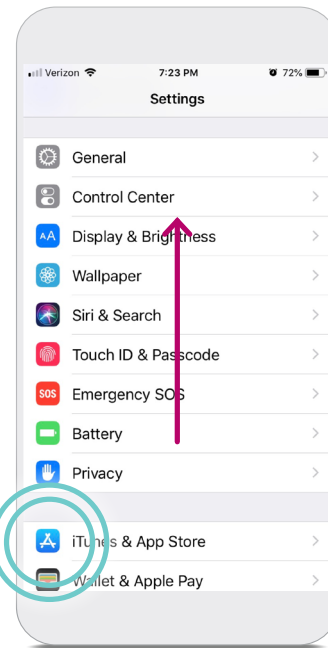 Verizon 7:23 PM 72%
Settings
General
Control Center
AA Display & Brightness
Wallpaper
Siri & Search
Touch ID & Passcode
SOS Emergency SOS
Battery
Privacy
iTunes & App Store
Wallet & Apple Pay